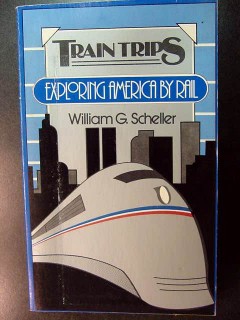 TRAIN TRIPS
EXPLORING AMERICA BY RAIL
William G. Scheller